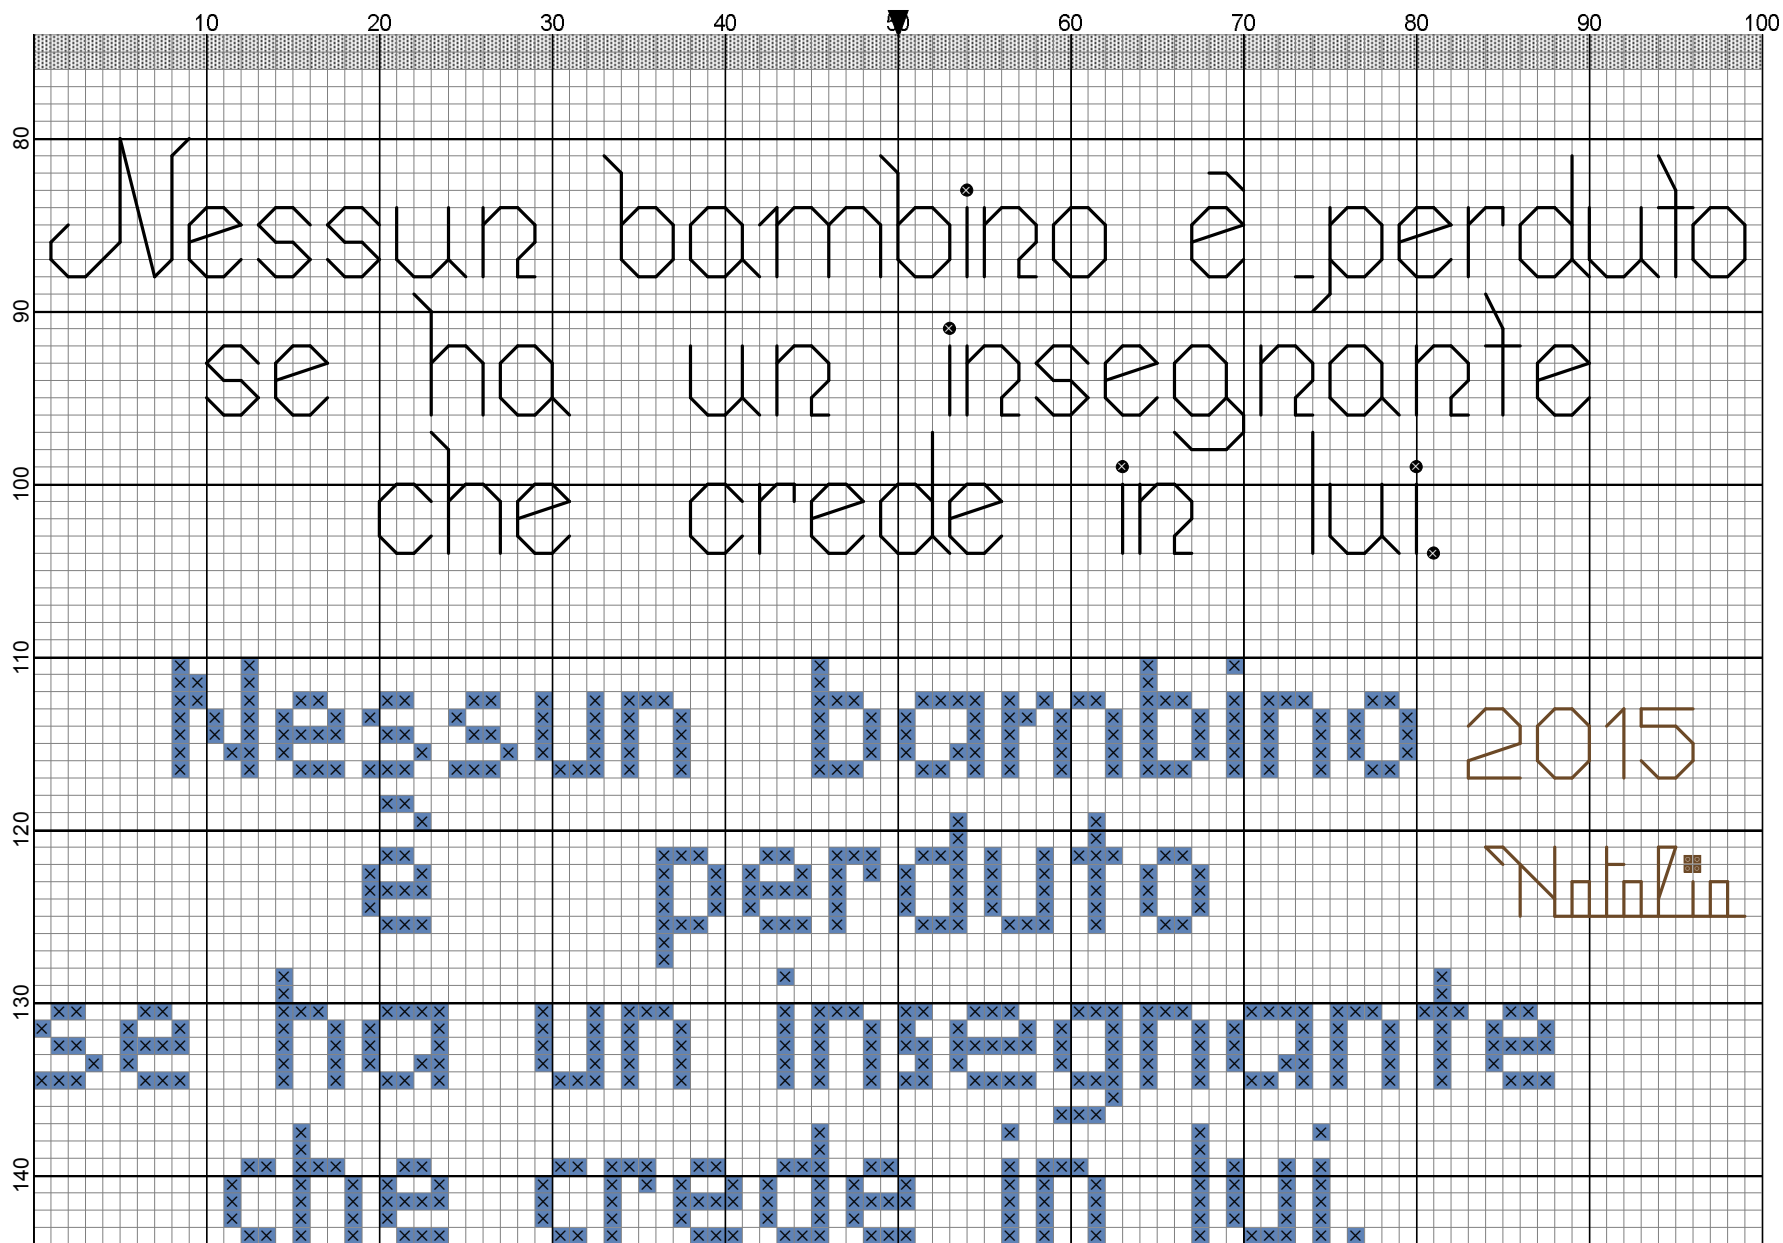 10 20 30 40 50 60 70 80 90 100
80
Nessun bambino è perduto
90
se ha un insegnante
100
che crede in lui.
110
Nessun bambino 2015
120
è perduto
130
se ha un insegnante
140
che crede in lui.